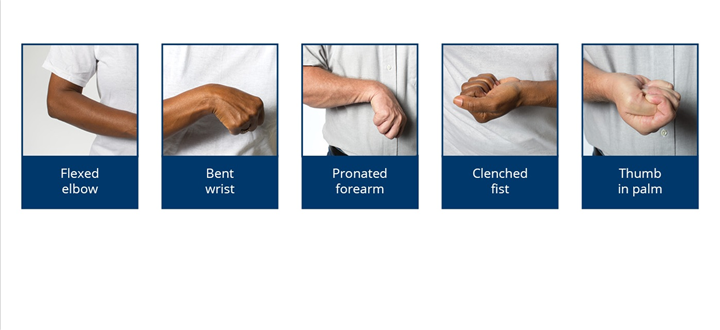 Flexed
elbow
Bent
wrist
Pronated
forearm
Clenched
fist
Thumb
in palm